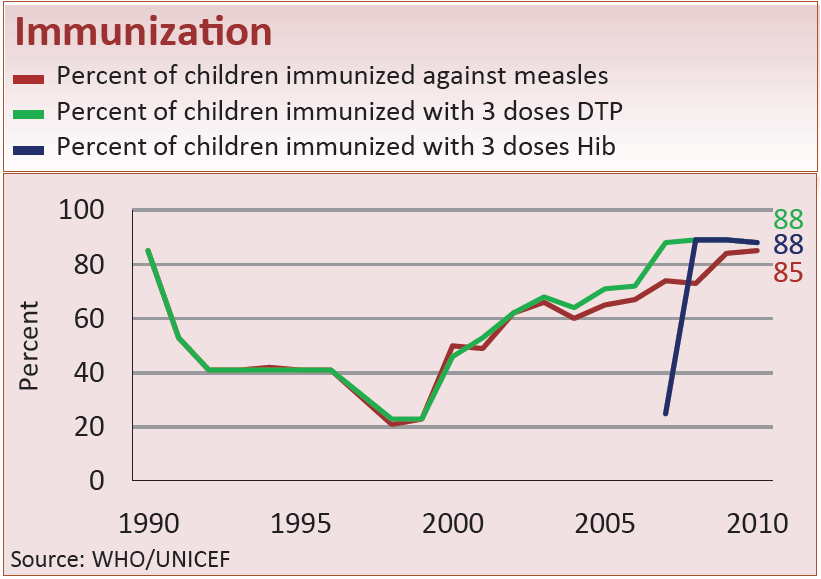 Immunization
Percent of children immunized against measles
Percent of children immunized with 3 doses DTP
Percent of children immunized with 3 doses Hib
100
80
60
40
20
0
Percent
88
88
85
1990 1995 2000 2005 2010
Source: WHO/UNICEF